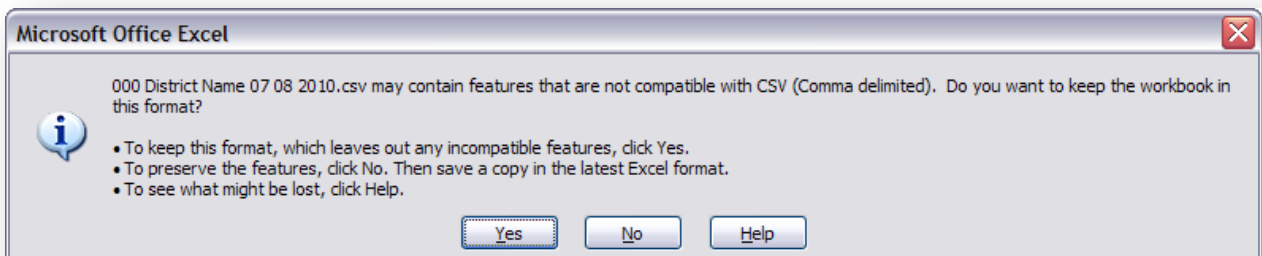 Microsoft Office Excel
000 District Name 07 08 2010.csv may contain features that are not compatible with CSV (Comma delimited).  Do you want to keep the workbook in
this format?
• To keep this format, which leaves out any incompatible features, click Yes.
• To preserve the features, click No. Then save a copy in the latest Excel format.
• To see what might be lost, click Help.
Yes No Help